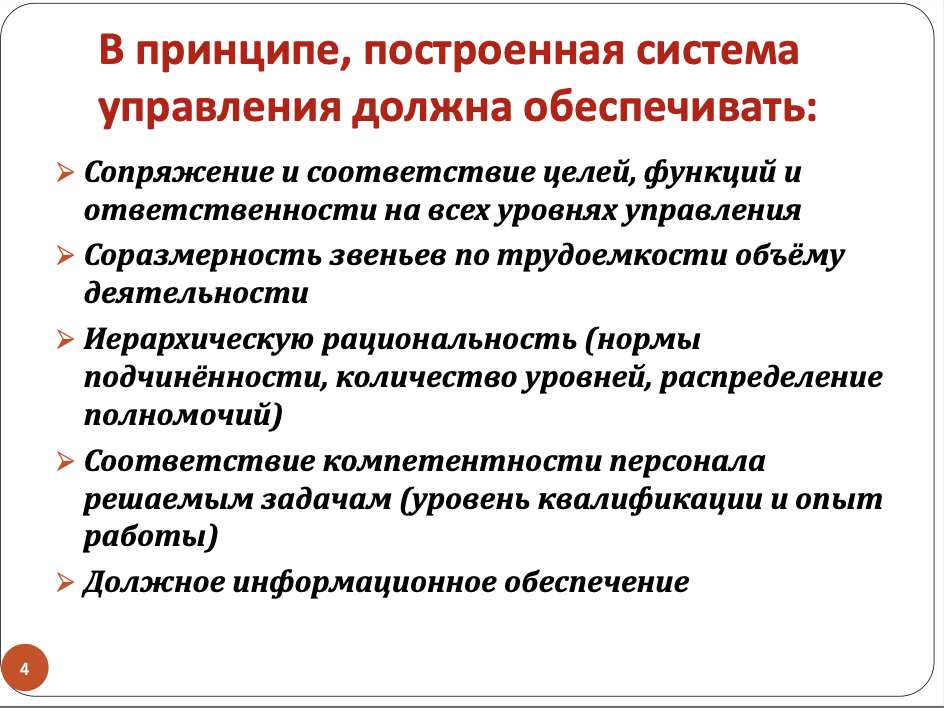 В принципе, построенная система
управления должна обеспечивать:
Сопряжение и соответствие целей, функций и
ответственности на всех уровнях управления
Соразмерность звеньев по трудоемкости объёму
деятельности
Иерархическую рациональность (нормы
подчинённости, количество уровней, распределение
полномочий)
Соответствие компетентности персонала
решаемым задачам (уровень квалификации и опыт
работы)
Должное информационное обеспечение
4